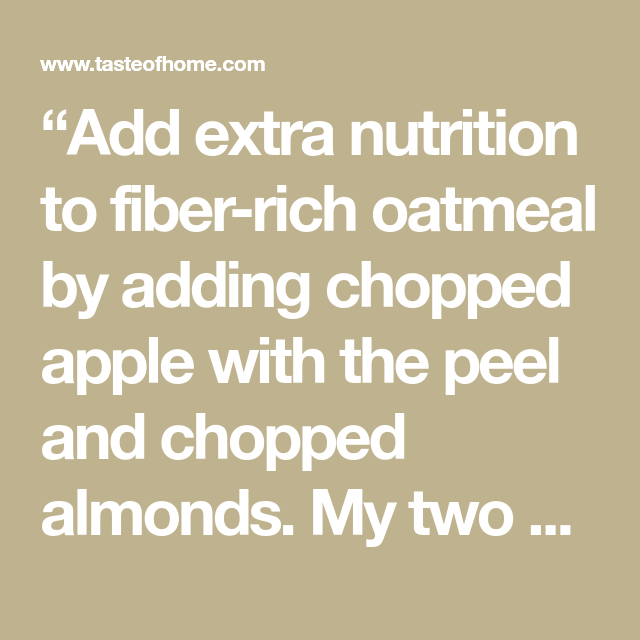 www.tasteofhome.com
“Add extra nutrition
to fiber-rich oatmeal
by adding chopped
apple with the peel
and chopped
almonds. My two ...